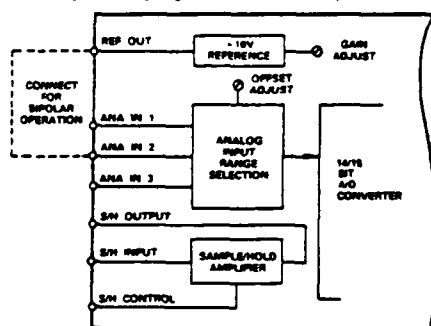 REF OUT
- 10V
REFERENCE
GAIN
ADJUST
CONNECT
FOR
BIPOLAR
OPERATION
OFFSET
ADJUST
ANA IN 1
ANA IN 2
ANA IN 3
ANALOG
INPUT
RANGE
SELECTION
14/15
BIT
A/D
CONVERTER
S/H OUTPUT
S/H INPUT
S/H CONTROL
SAMPLE/HOLD
AMPLIFIER